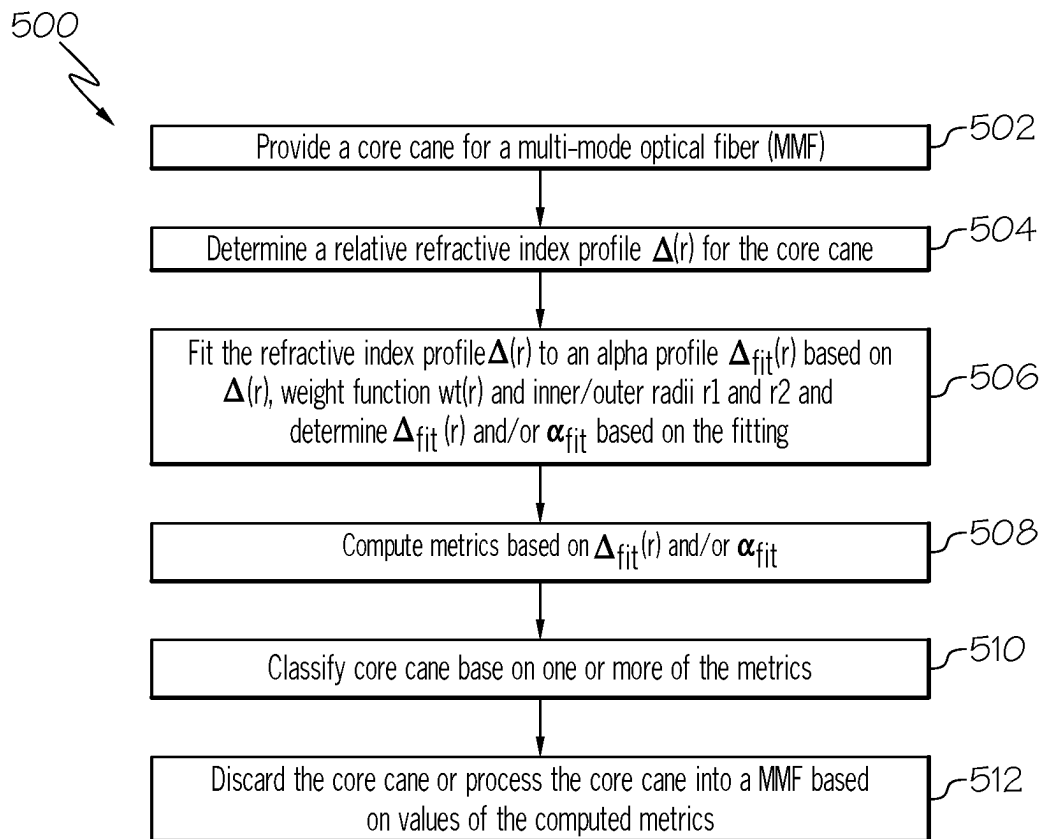 500
Provide a core cane for a multi-mode optical fiber (MMF)
502
Determine a relative refractive index profile Δ(r) for the core cane
504
Fit the refractive index profile Δ(r) to an alpha profile Δfit(r) based on
Δ(r), weight function wt(r) and inner/outer radii r1 and r2 and
determine Δfit (r) and/or αfit based on the fitting
506
Compute metrics based on Δfit(r) and/or αfit
508
Classify core cane base on one or more of the metrics
510
Discard the core cane or process the core cane into a MMF based
on values of the computed metrics
512